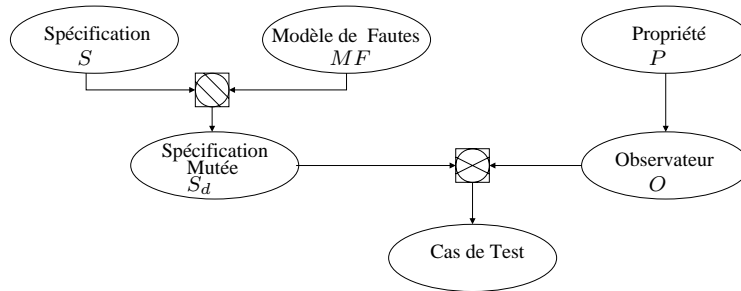 Spécification
S
Modèle de Fautes
MF
Propriété
P
Spécification
Mutée
S_d
Observateur
O
Cas de Test